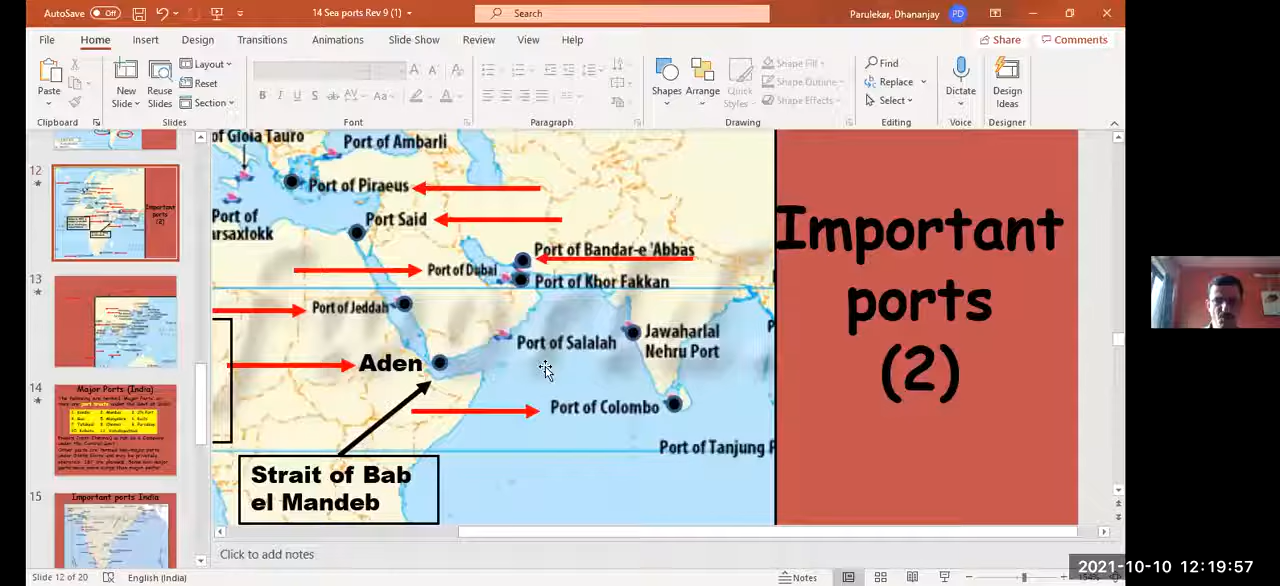 AutoSave Off 14 Sea ports Rev 9 (1) Search Parulekar, Dhananjay PD
File Home Insert Design Transitions Animations Slide Show Review View Help Share Comments
Paste New Slide Reuse Slides Layout Reset Section Shapes Arrange Quick Styles Shape Fill Shape Outline Shape Effects Find Replace Select Dictate Design Ideas
B I U S ab AV Aa A
Clipboard Slides Font Paragraph Drawing Editing Voice Designer
12
Important
ports
(2)
13
14
Major Ports (India)
15
Important ports India
of Gioia Tauro
Port of Ambarli
Port of Piraeus
Port of
arsaxlokk
Port Said
Port of Bandar-e 'Abbas
Port of Dubai
Port of Khor Fakkan
Port of Jeddah
Port of Salalah
Jawaharlal
Nehru Port
Aden
Port of Colombo
Port of Tanjung P
Strait of Bab
el Mandeb
Important
ports
(2)
Click to add notes
Slide 12 of 20 English (India) Notes
2021-10-10 12:19:57